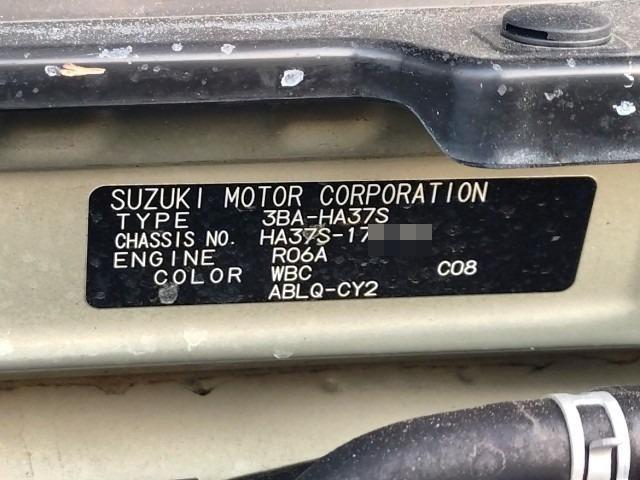 SUZUKI MOTOR CORPORATION
TYPE 3BA-HA37S
CHASSIS NO. HA37S-17
ENGINE R06A
COLOR WBC C08
ABLQ-CY2